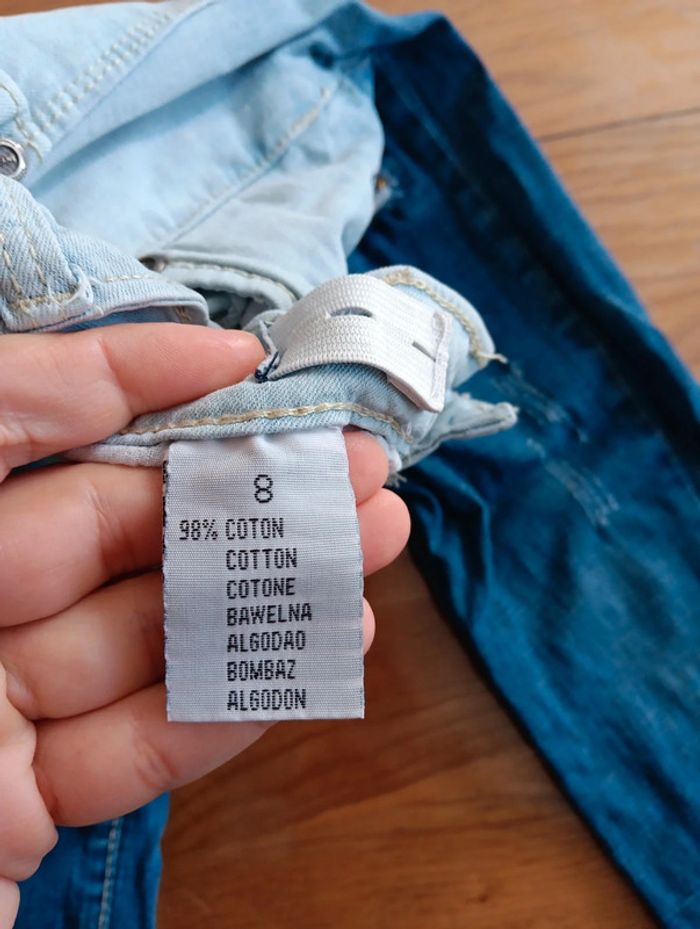 8
98% COTON
COTTON
COTONE
BAWELNA
ALGODAO
BOMBAZ
ALGODON